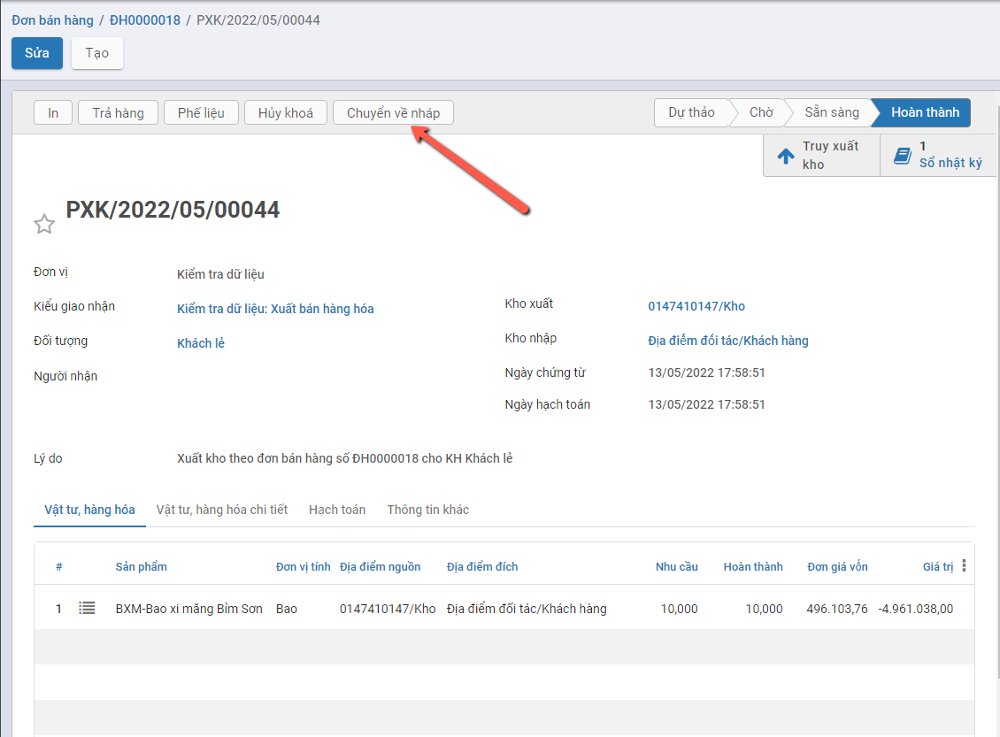 Đơn bán hàng / ĐH0000018 / PXK/2022/05/00044
Sửa Tạo
In Trả hàng Phế liệu Hủy khoá Chuyển về nháp Dự thảo Chờ Sẵn sàng Hoàn thành
Truy xuất kho
1 Sổ nhật ký
PXK/2022/05/00044
Đơn vị Kiểm tra dữ liệu
Kiểu giao nhận Kiểm tra dữ liệu: Xuất bán hàng hóa
Đối tượng Khách lẻ
Người nhận
Kho xuất 0147410147/Kho
Kho nhập Địa điểm đối tác/Khách hàng
Ngày chứng từ 13/05/2022 17:58:51
Ngày hạch toán 13/05/2022 17:58:51
Lý do Xuất kho theo đơn bán hàng số ĐH0000018 cho KH Khách lẻ
Vật tư, hàng hóa Vật tư, hàng hóa chi tiết Hạch toán Thông tin khác
# Sản phẩm Đơn vị tính Địa điểm nguồn Địa điểm đích Nhu cầu Hoàn thành Đơn giá vốn Giá trị
1 BXM-Bao xi măng Bỉm Sơn Bao 0147410147/Kho Địa điểm đối tác/Khách hàng 10,000 10,000 496.103,76 -4.961.038,00